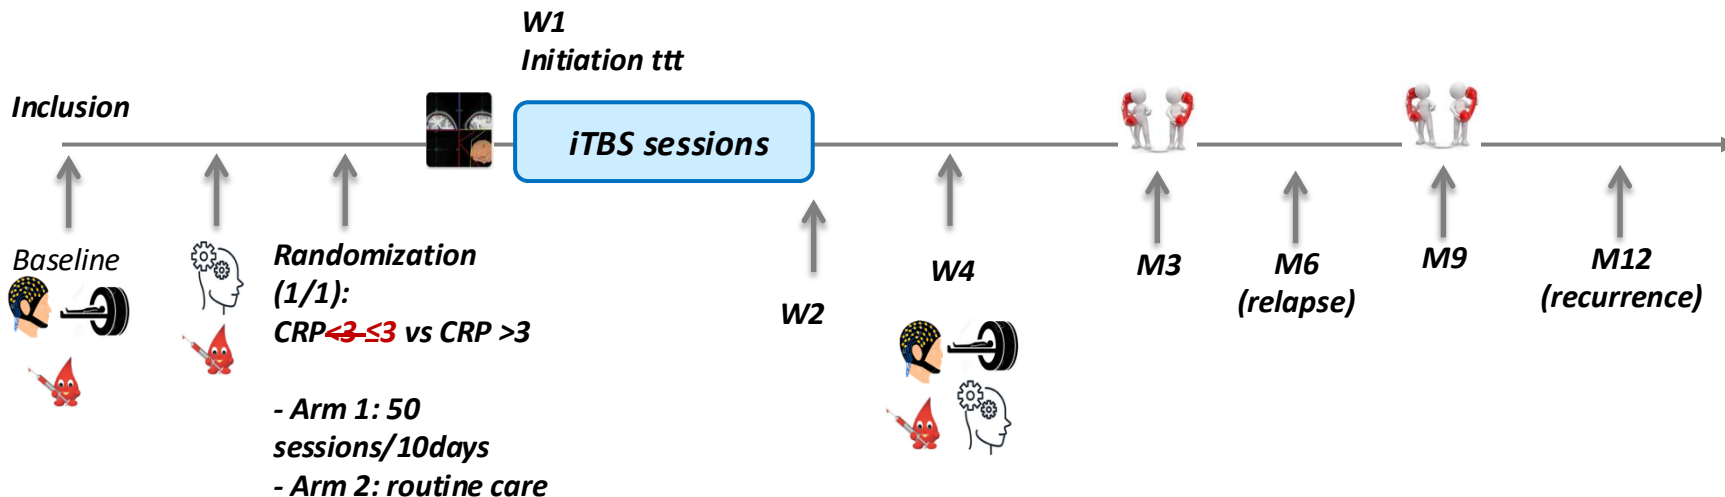 W1
Initiation ttt
Inclusion
iTBS sessions
Baseline
Randomization
(1/1):
CRP<3 ≤3 vs CRP >3
- Arm 1: 50
sessions/10days
- Arm 2: routine care
W2
W4
M3
M6
(relapse)
M9
M12
(recurrence)